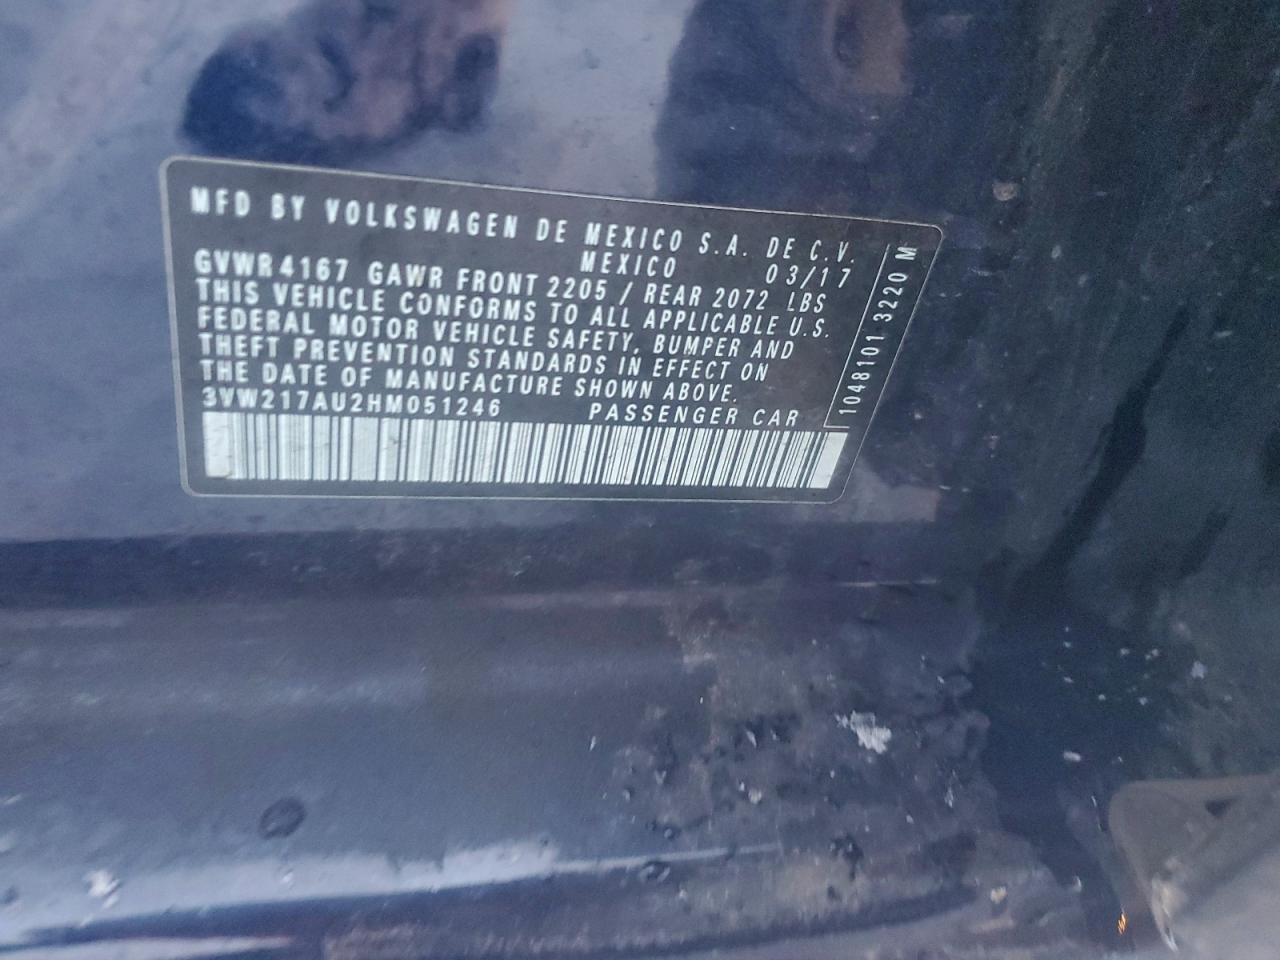 MFD BY VOLKSWAGEN DE MEXICO S.A. DE C.V.
MEXICO 03/17
GVWR 4167 GAWR FRONT 2205 / REAR 2072 LBS
THIS VEHICLE CONFORMS TO ALL APPLICABLE U.S.
FEDERAL MOTOR VEHICLE SAFETY, BUMPER AND
THEFT PREVENTION STANDARDS IN EFFECT ON
THE DATE OF MANUFACTURE SHOWN ABOVE.
3VW217AU2HM051246 PASSENGER CAR
1048101 3220 M